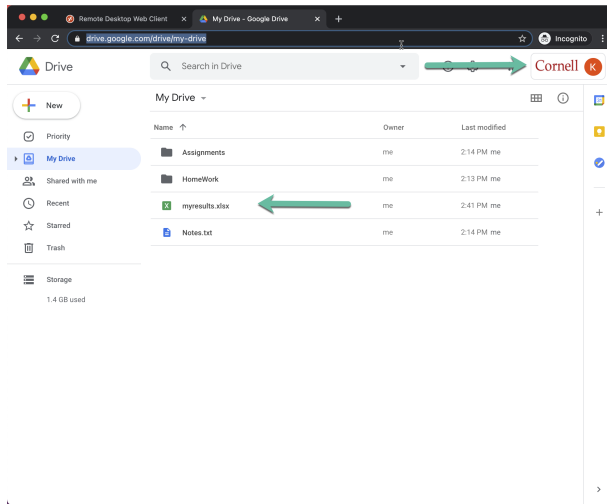 Remote Desktop Web Client
My Drive - Google Drive
drive.google.com/drive/my-drive
Incognito
Drive
Search in Drive
Cornell
K
New
My Drive
Name
Owner
Last modified
Priority
My Drive
Shared with me
Recent
Starred
Trash
Storage
1.4 GB used
Assignments
me
2:14 PM me
HomeWork
me
2:13 PM me
X
myresults.xlsx
me
2:41 PM me
Notes.txt
me
2:14 PM me